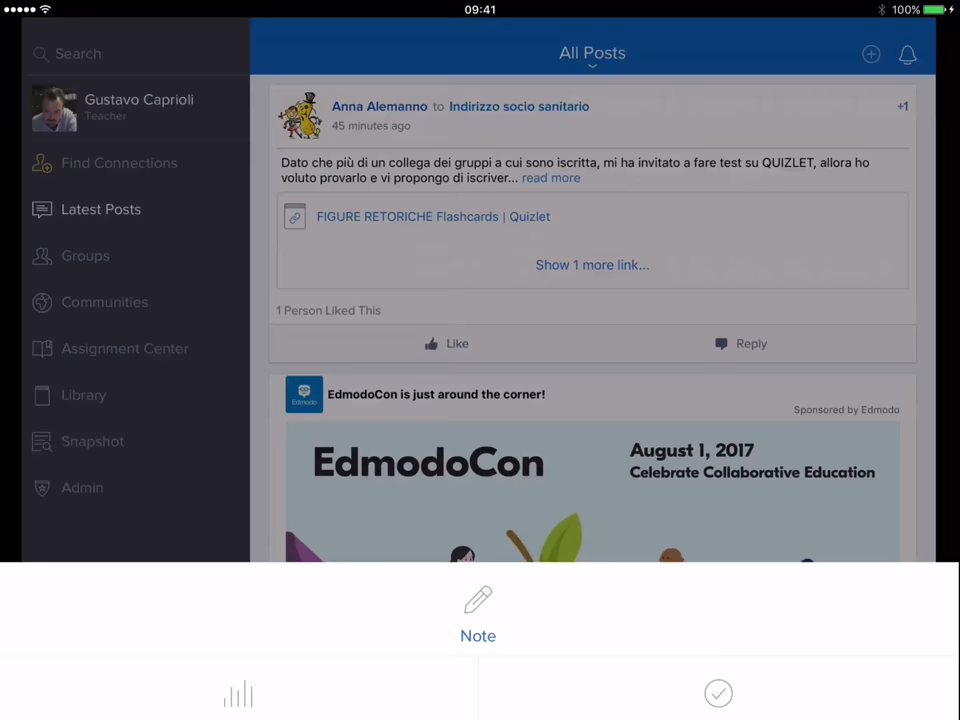 09:41
100%
Search
All Posts
Gustavo Caprioli
Teacher
Find Connections
Latest Posts
Groups
Communities
Assignment Center
Library
Snapshot
Admin
Anna Alemanno to Indirizzo socio sanitario
+1
45 minutes ago
Dato che più di un collega dei gruppi a cui sono iscritta, mi ha invitato a fare test su QUIZLET, allora ho
voluto provarlo e vi propongo di iscriver... read more
FIGURE RETORICHE Flashcards | Quizlet
Show 1 more link...
1 Person Liked This
Like
Reply
Edmodo
EdmodoCon is just around the corner!
Sponsored by Edmodo
EdmodoCon
August 1, 2017
Celebrate Collaborative Education
Note